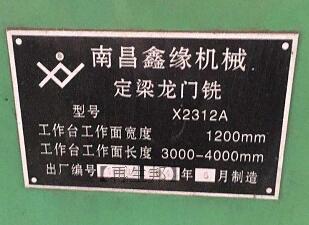 南昌鑫缘机械
定梁龙门铣
型号 X2312A
工作台工作面宽度 1200mm
工作台工作面长度 3000-4000mm
出厂编号 年 月制造